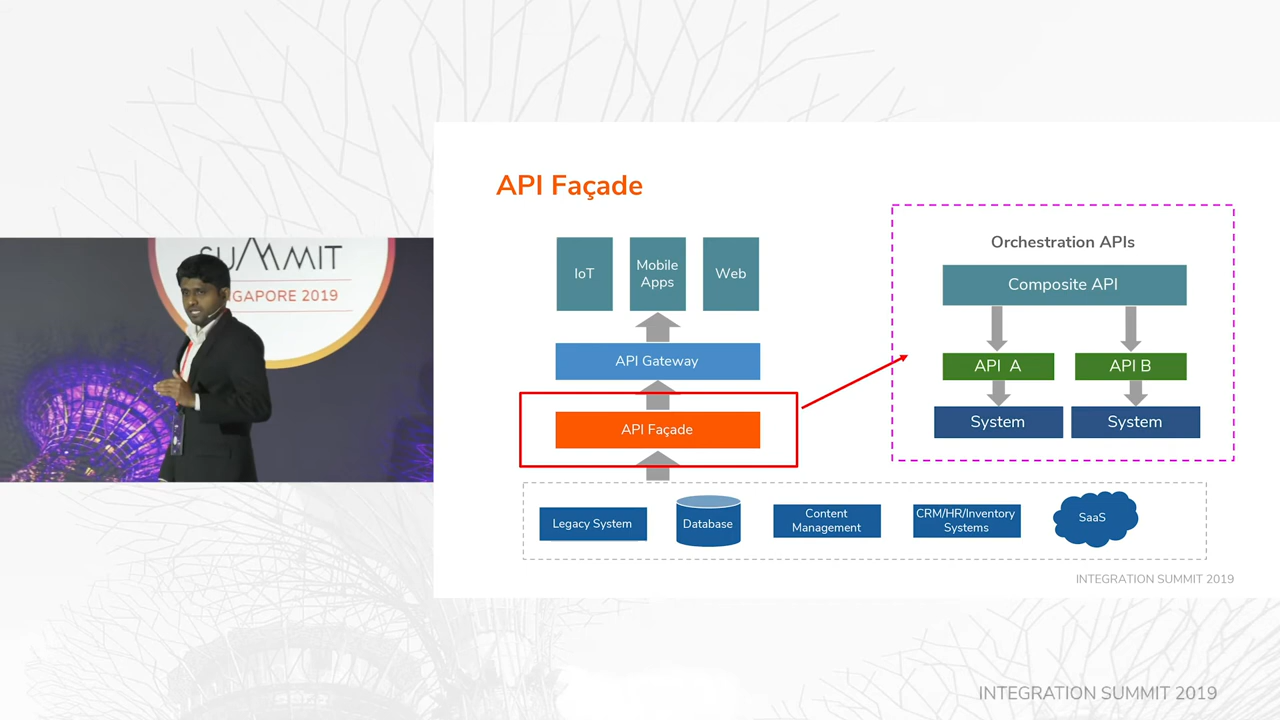 SUMMIT
GAPORE 2019
API Façade
IoT
Mobile
Apps
Web
API Gateway
API Façade
Legacy System
Database
Content
Management
CRM/HR/Inventory
Systems
SaaS
Orchestration APIs
Composite API
API A
API B
System
System
INTEGRATION SUMMIT 2019
INTEGRATION SUMMIT 2019